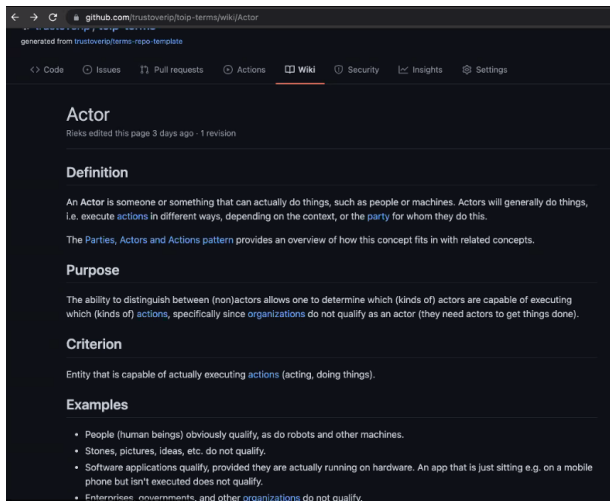 github.com/trustoverip/toip-terms/wiki/Actor
trustoverip/toip-terms
generated from trustoverip/terms-repo-template
Code Issues Pull requests Actions Wiki Security Insights Settings
Actor
Rieks edited this page 3 days ago · 1 revision
Definition
An Actor is someone or something that can actually do things, such as people or machines. Actors will generally do things,
i.e. execute actions in different ways, depending on the context, or the party for whom they do this.
The Parties, Actors and Actions pattern provides an overview of how this concept fits in with related concepts.
Purpose
The ability to distinguish between (non)actors allows one to determine which (kinds of) actors are capable of executing
which (kinds of) actions, specifically since organizations do not qualify as an actor (they need actors to get things done).
Criterion
Entity that is capable of actually executing actions (acting, doing things).
Examples
• People (human beings) obviously qualify, as do robots and other machines.
• Stones, pictures, ideas, etc. do not qualify.
• Software applications qualify, provided they are actually running on hardware. An app that is just sitting e.g. on a mobile
phone but isn't executed does not qualify.
• Enterprises, governments, and other organizations do not qualify.